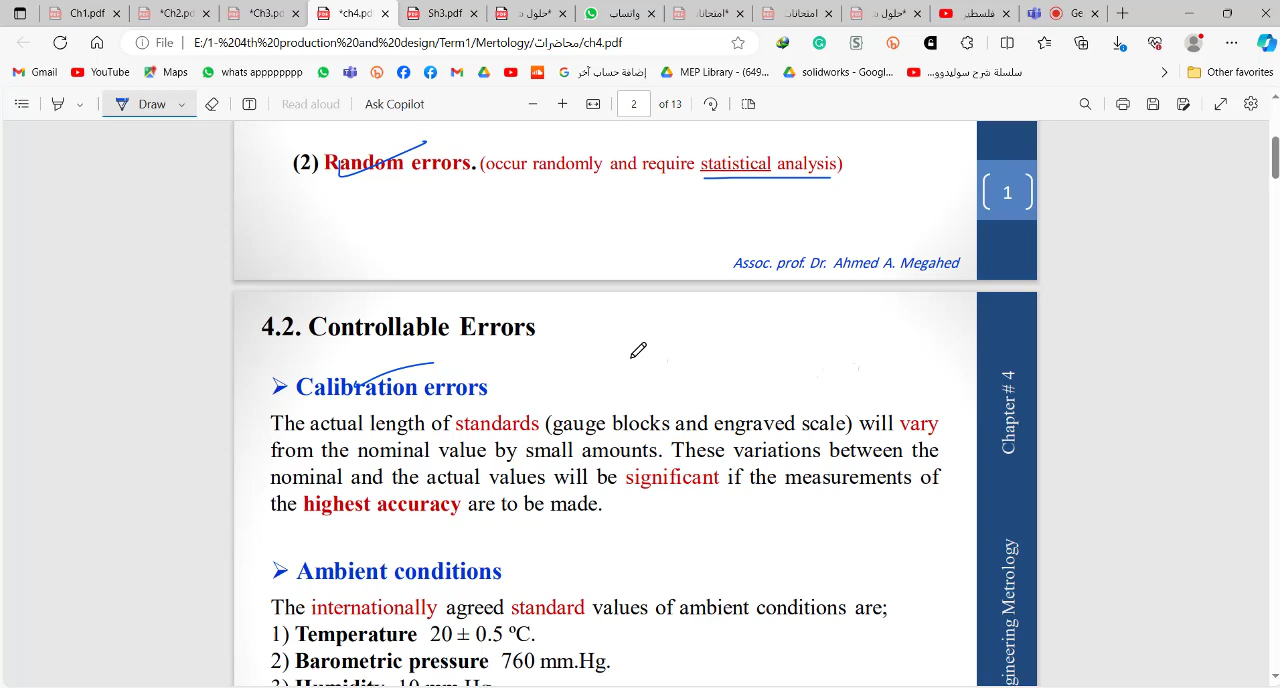 Ch1.pdf
*Ch2.pd
*Ch3.pd
*ch4.pdf
Sh3.pdf
واتساب
*امتحانا
امتحانات
فلسطين
Ge
File
E:/1-%204th%20production%20and%20design/Term1/Metrology/محاضرات/ch4.pdf
Gmail
YouTube
Maps
whats apppppppp
إضافة حساب آخر
MEP Library - (649...
solidworks - Googl...
سلسلة شرح سوليدوو...
Other favorites
Draw
Read aloud
Ask Copilot
2
of 13
(2) Random errors. (occur randomly and require statistical analysis)
1
Assoc. prof. Dr. Ahmed A. Megahed
4.2. Controllable Errors
➢ Calibration errors
The actual length of standards (gauge blocks and engraved scale) will vary
from the nominal value by small amounts. These variations between the
nominal and the actual values will be significant if the measurements of
the highest accuracy are to be made.
➢ Ambient conditions
The internationally agreed standard values of ambient conditions are;
1) Temperature 20 ± 0.5 ºC.
2) Barometric pressure 760 mm.Hg.
3) Humidity 10 mm.Hg
Chapter# 4
gineering Metrology